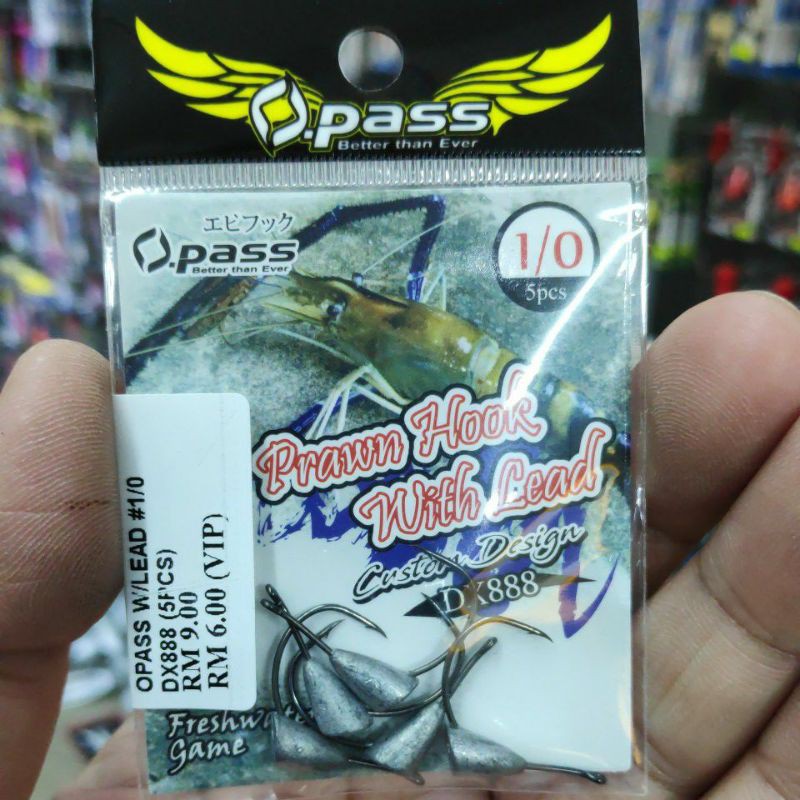 O.pass
Better than Ever
エビフック
O.pass
Better than Ever
1/0
5pcs
Prawn Hook
With Lead
Custom Design
DX888
OPASS W/LEAD #1/0
DX888 (5PCS)
RM 9.00
RM 6.00 (VIP)
Freshwater
Game